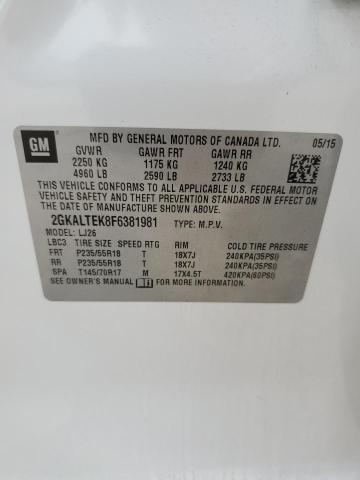 GM
MFD BY GENERAL MOTORS OF CANADA LTD. 05/15
GVWR GAWR FRT GAWR RR
2250 KG 1175 KG 1240 KG
4960 LB 2590 LB 2733 LB
THIS VEHICLE CONFORMS TO ALL APPLICABLE U.S. FEDERAL MOTOR
VEHICLE SAFETY AND THEFT PREVENTION STANDARDS IN EFFECT ON THE
DATE OF MANUFACTURE SHOWN ABOVE.
2GKALTEK8F6381981 TYPE: M.P.V.
MODEL: LJ26
LBC3 TIRE SIZE SPEED RTG RIM COLD TIRE PRESSURE
FRT P235/55R18 T 18X7J 240KPA(35PSI)
RR P235/55R18 T 18X7J 240KPA(35PSI)
SPA T145/70R17 M 17X4.5T 420KPA(60PSI)
SEE OWNER'S MANUAL FOR MORE INFORMATION.